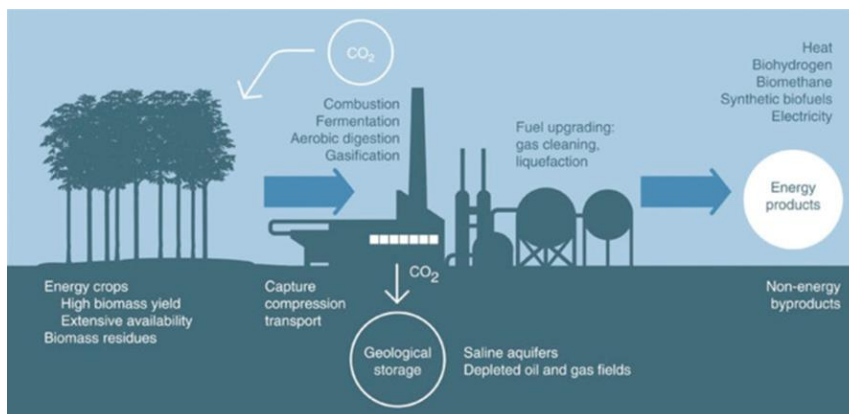 CO2
Combustion
Fermentation
Aerobic digestion
Gasification
Fuel upgrading:
gas cleaning,
liquefaction
Heat
Biohydrogen
Biomethane
Synthetic biofuels
Electricity
Energy
products
Energy crops
High biomass yield
Extensive availability
Biomass residues
Capture
compression
transport
CO2
Geological
storage
Saline aquifers
Depleted oil and gas fields
Non-energy
byproducts